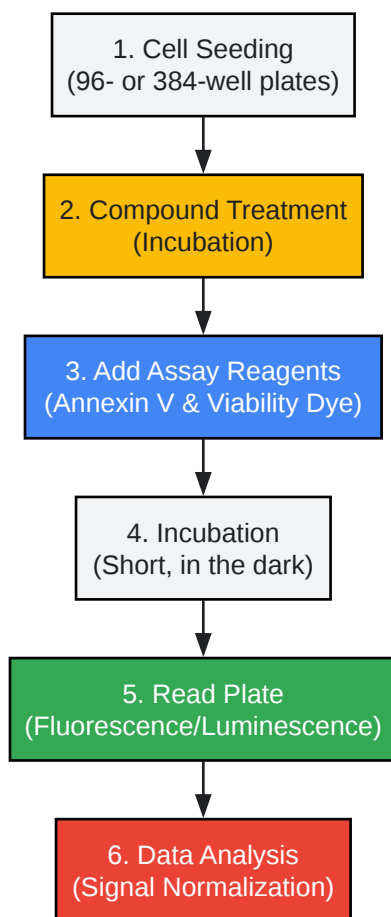 1. Cell Seeding
(96- or 384-well plates)
2. Compound Treatment
(Incubation)
3. Add Assay Reagents
(Annexin V & Viability Dye)
4. Incubation
(Short, in the dark)
5. Read Plate
(Fluorescence/Luminescence)
6. Data Analysis
(Signal Normalization)